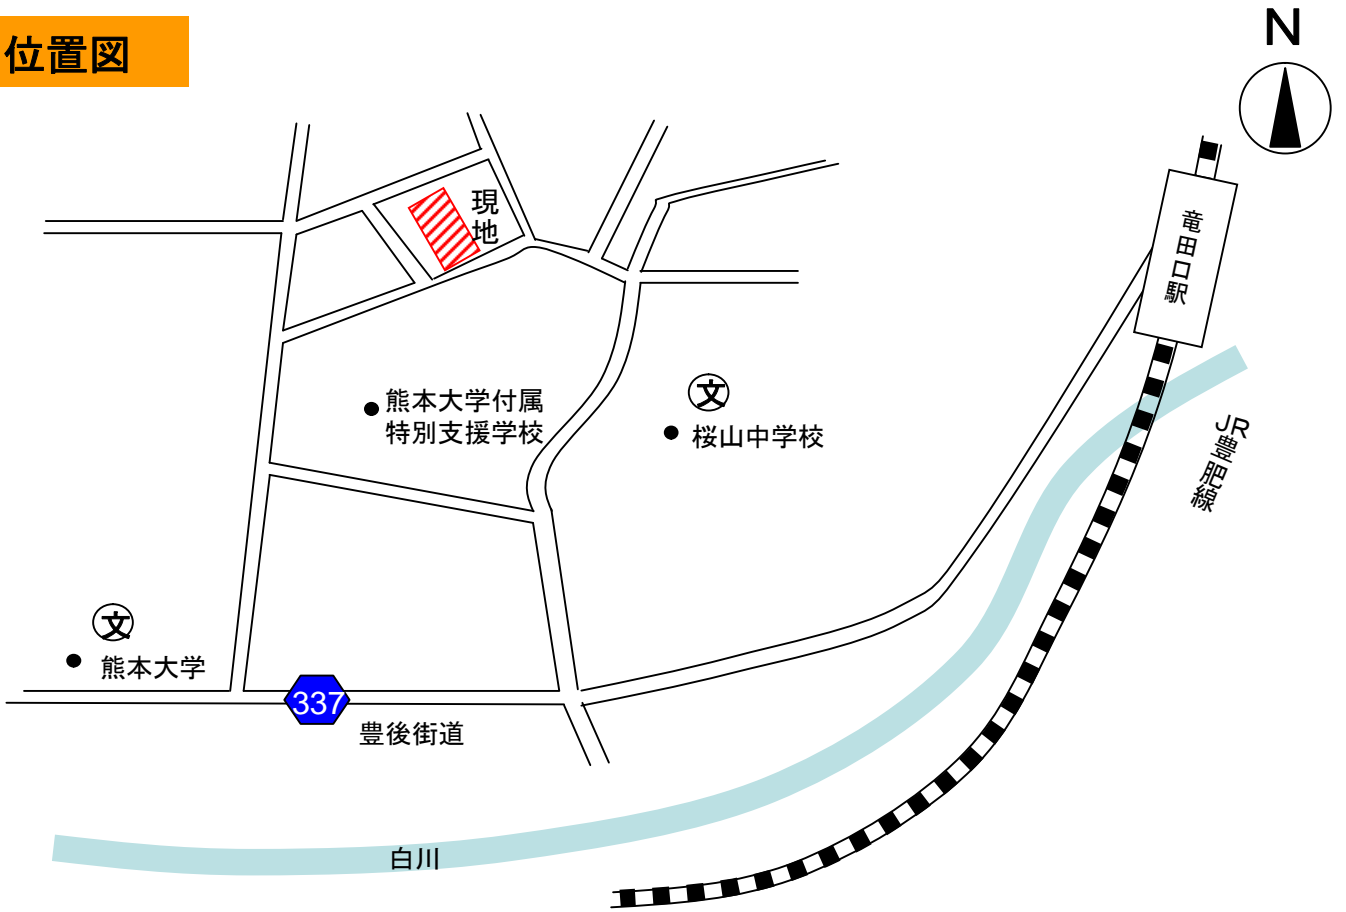 位置図
N
現地
竜田口駅
文
熊本大学付属
特別支援学校
桜山中学校
JR豊肥線
文
熊本大学
337
豊後街道
白川